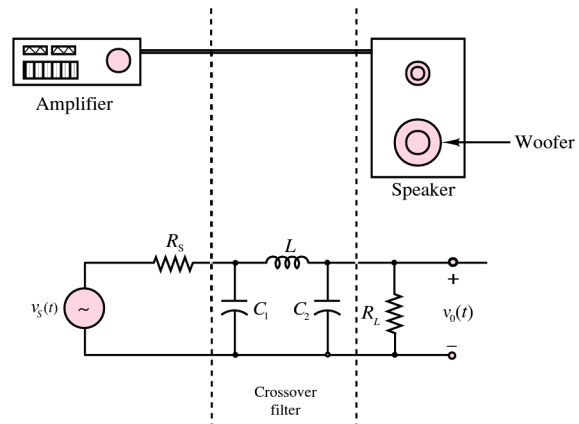 Amplifier
Woofer
Speaker
R_S
L
v_S(t)
~
C_1
C_2
R_L
+
v_0(t)
−
Crossover
filter